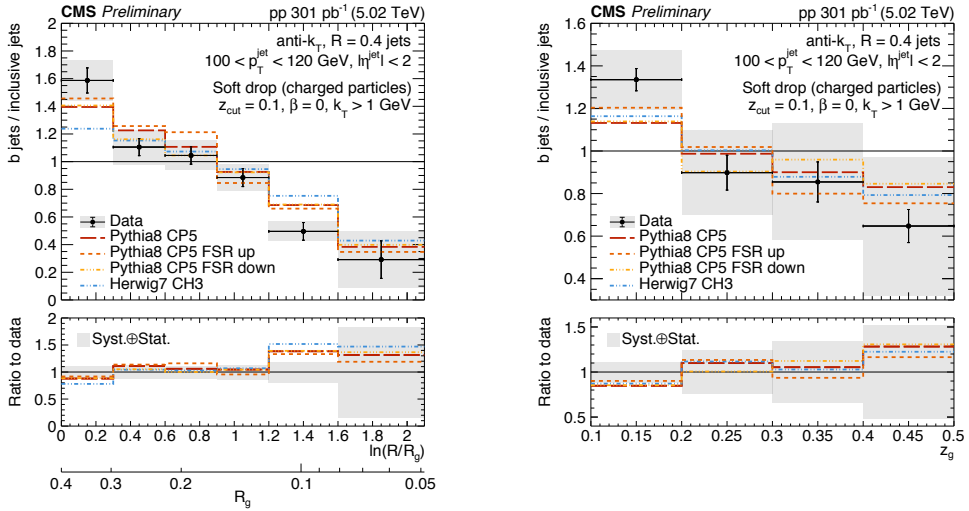 CMS Preliminary pp 301 pb⁻¹ (5.02 TeV)
b jets / inclusive jets
2
1.8
1.6
1.4
1.2
1
0.8
0.6
0.4
0.2
0
anti-k_T, R = 0.4 jets
100 < p_T^jet < 120 GeV, |η^jet| < 2
Soft drop (charged particles)
z_cut = 0.1, β = 0, k_T > 1 GeV
Data
Pythia8 CP5
Pythia8 CP5 FSR up
Pythia8 CP5 FSR down
Herwig7 CH3
Ratio to data
2
1.5
1
0.5
0
Syst.⊕Stat.
0 0.2 0.4 0.6 0.8 1 1.2 1.4 1.6 1.8 2
ln(R/R_g)
0.4 0.3 0.2 0.1 0.05
R_g
CMS Preliminary pp 301 pb⁻¹ (5.02 TeV)
b jets / inclusive jets
1.6
1.4
1.2
1
0.8
0.6
0.4
anti-k_T, R = 0.4 jets
100 < p_T^jet < 120 GeV, |η^jet| < 2
Soft drop (charged particles)
z_cut = 0.1, β = 0, k_T > 1 GeV
Data
Pythia8 CP5
Pythia8 CP5 FSR up
Pythia8 CP5 FSR down
Herwig7 CH3
Ratio to data
1.5
1
0.5
Syst.⊕Stat.
0.1 0.15 0.2 0.25 0.3 0.35 0.4 0.45 0.5
z_g